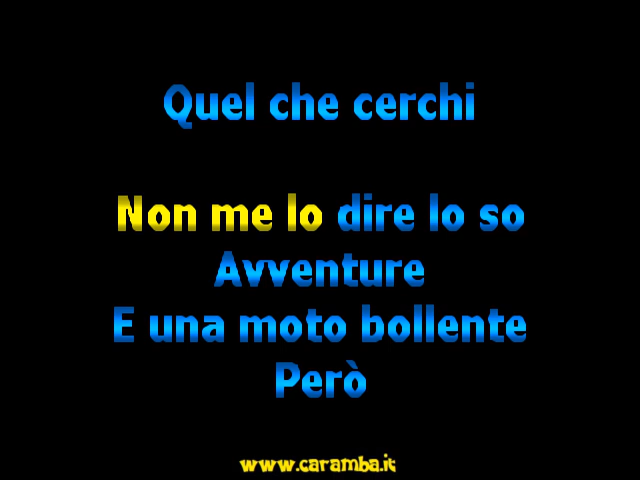 Quel che cerchi
Non me lo dire lo so
Avventure
E una moto bollente
Però
www.caramba.it